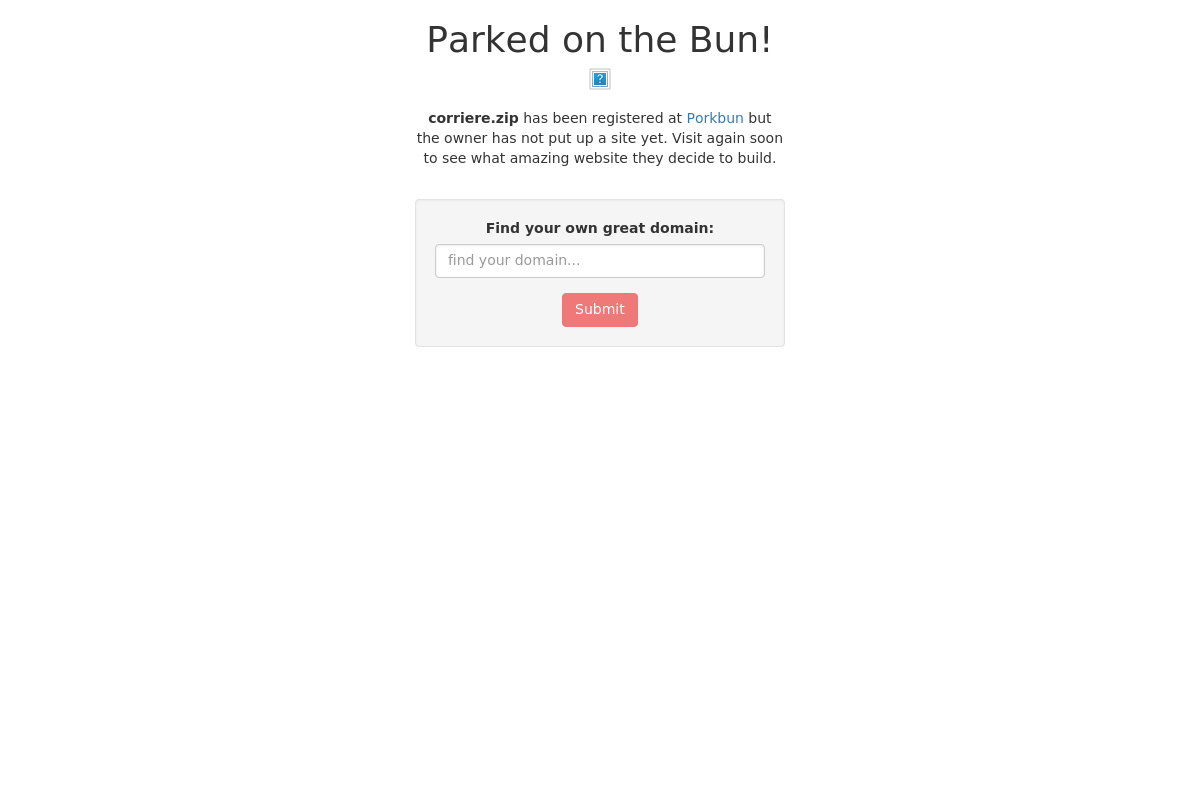 Parked on the Bun!
?
corriere.zip has been registered at Porkbun but
the owner has not put up a site yet. Visit again soon
to see what amazing website they decide to build.
Find your own great domain:
find your domain...
Submit